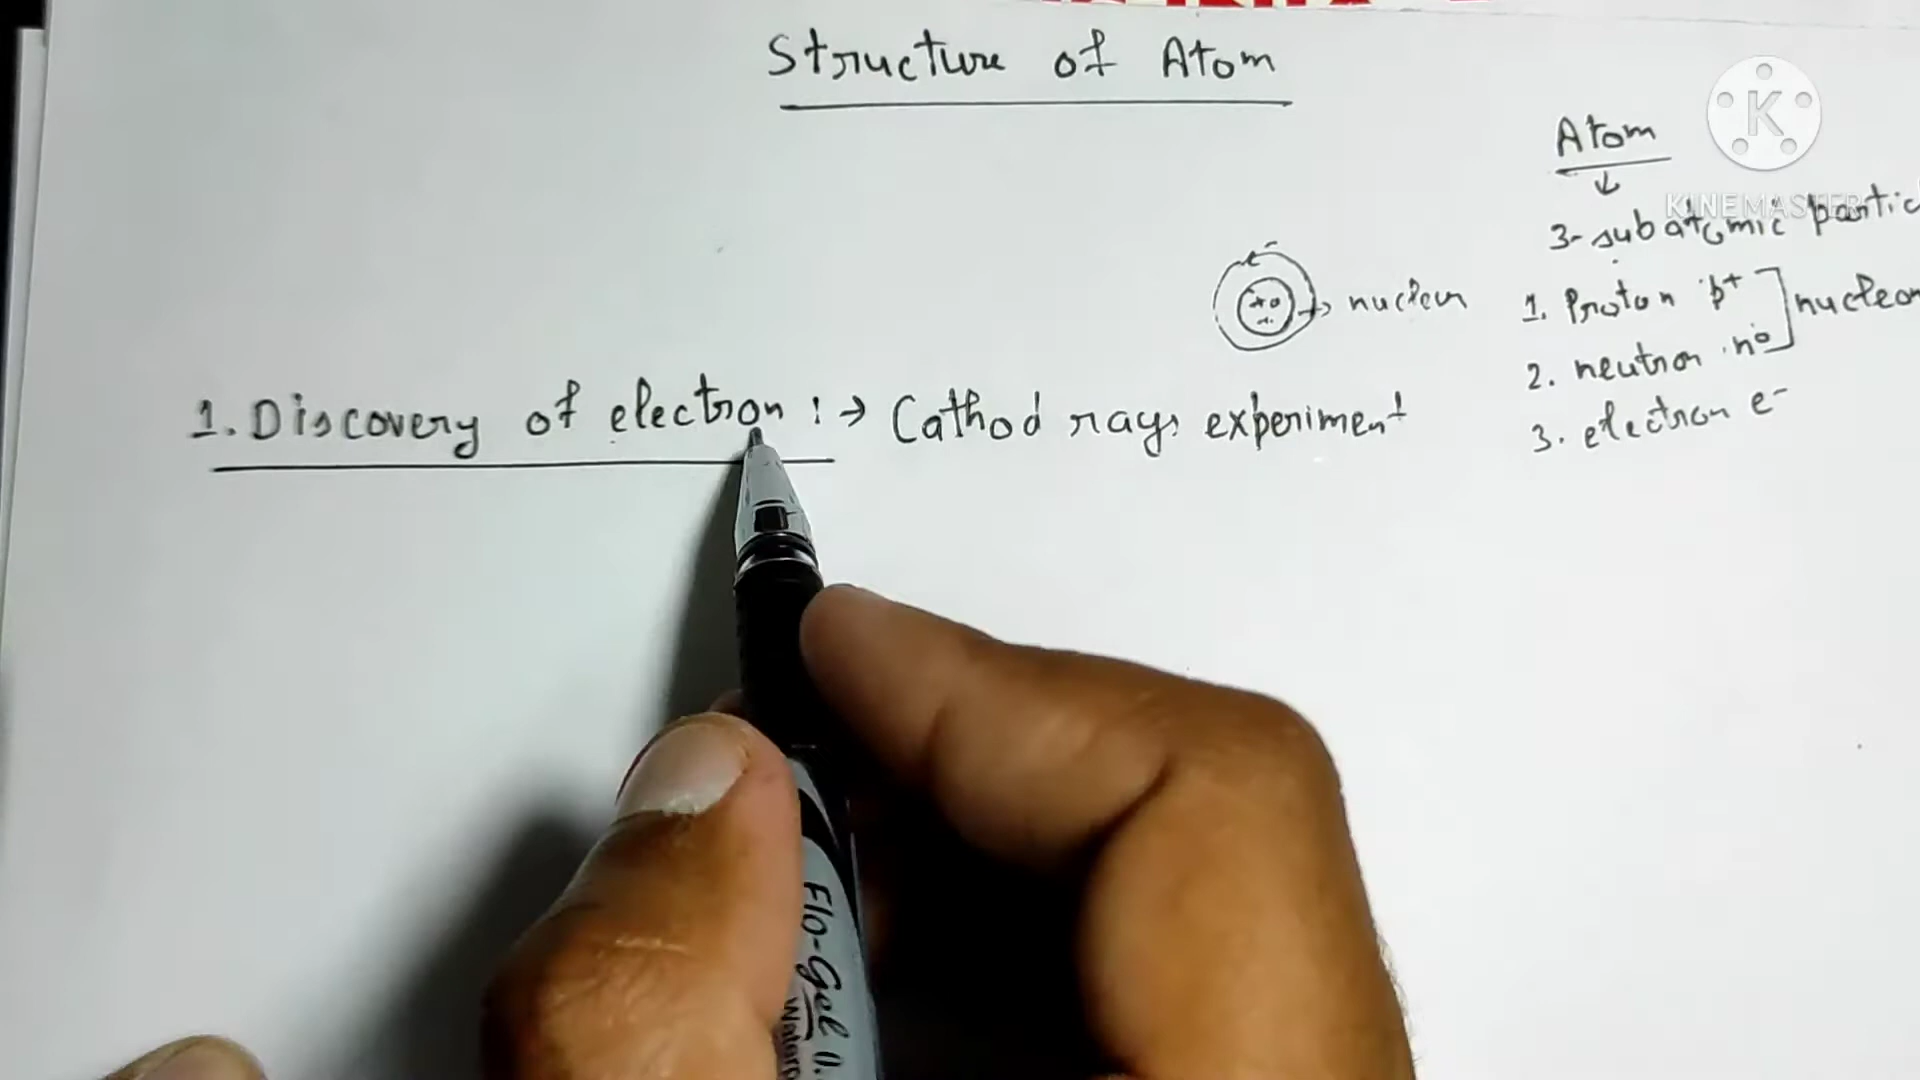 Structure of Atom
Atom
↓
KINEMASTER
3- subatomic partic
→ nucleus
1. Proton p+ ] nucleon
2. neutron n° ]
3. electron e-
1. Discovery of electron :→ Cathod rays experiment
Flo-Gel
Waterp